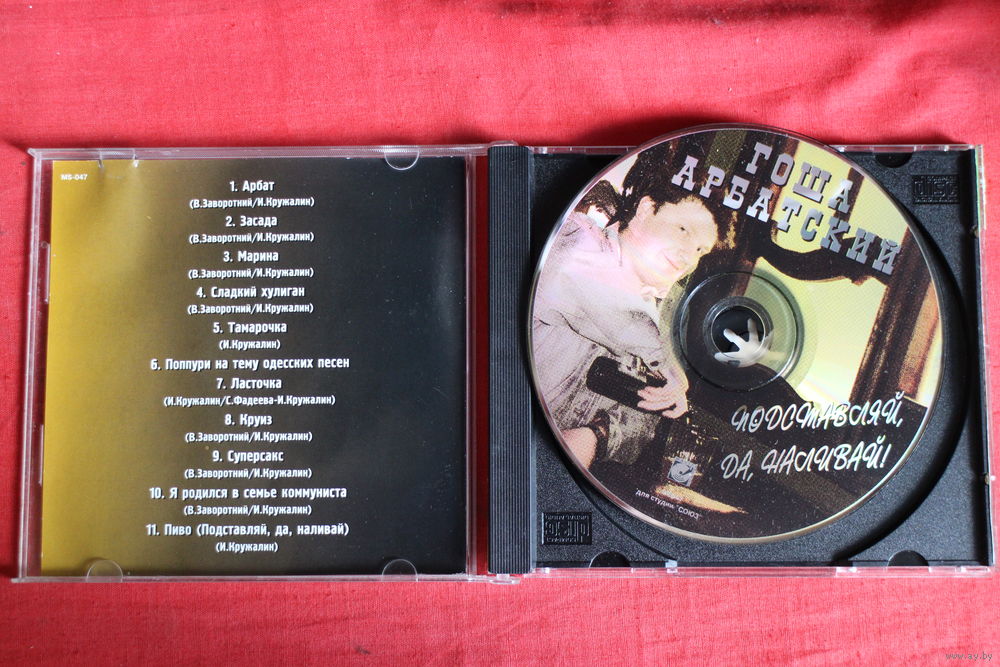 MS-047
1. Арбат
(В.Заворотний/И.Кружалин)
2. Засада
(В.Заворотний/И.Кружалин)
3. Марина
(В.Заворотний/И.Кружалин)
4. Сладкий хулиган
(В.Заворотний/И.Кружалин)
5. Тамарочка
(И.Кружалин)
6. Поппури на тему одесских песен
7. Ласточка
(И.Кружалин/С.Фадеева-И.Кружалин)
8. Круиз
(В.Заворотний/И.Кружалин)
9. Суперсакс
(В.Заворотний/И.Кружалин)
10. Я родился в семье коммуниста
(В.Заворотний/И.Кружалин)
11. Пиво (Подставляй, да, наливай)
(И.Кружалин)
ГОША
АРБАТСКИЙ
ПОДСТАВЛЯЙ,
ДА, НАЛИВАЙ!
для студии "СОЮЗ"
www.ay.by